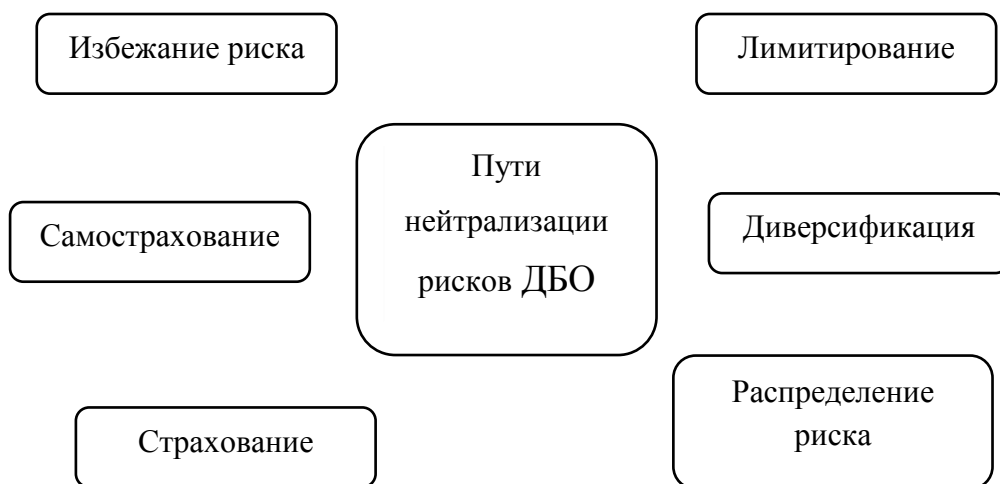 Избежание риска
Лимитирование
Пути
нейтрализации
рисков ДБО
Самострахование
Диверсификация
Страхование
Распределение
риска